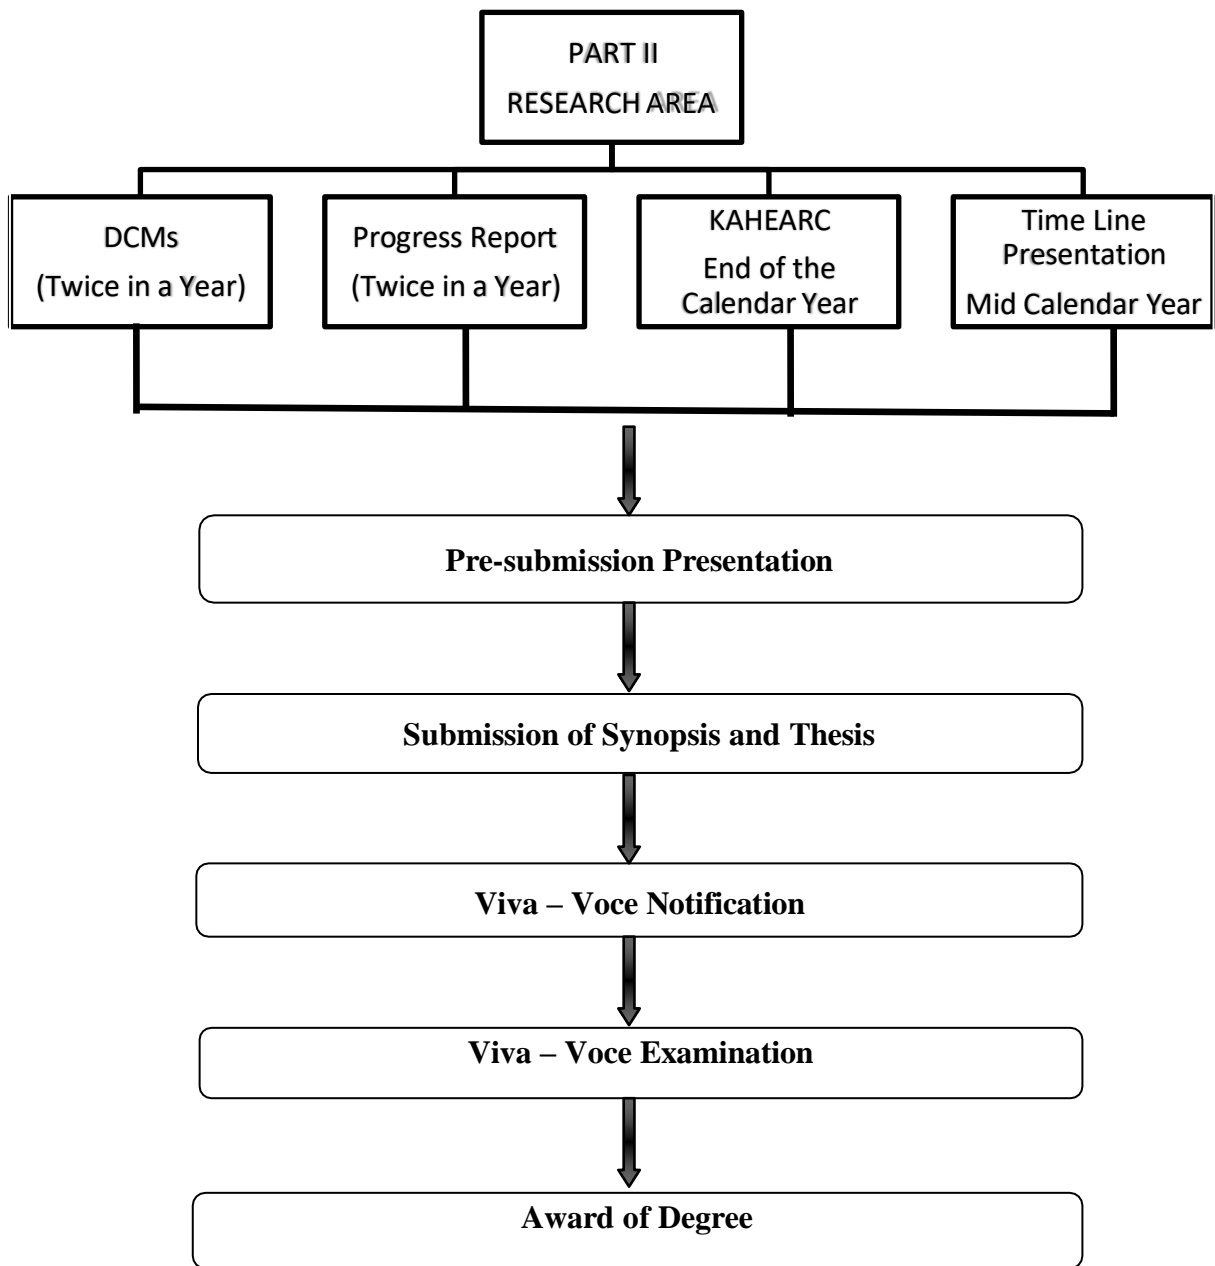 PART II
RESEARCH AREA
DCMs
(Twice in a Year)
Progress Report
(Twice in a Year)
KAHEARC
End of the
Calendar Year
Time Line
Presentation
Mid Calendar Year
Pre-submission Presentation
Submission of Synopsis and Thesis
Viva – Voce Notification
Viva – Voce Examination
Award of Degree